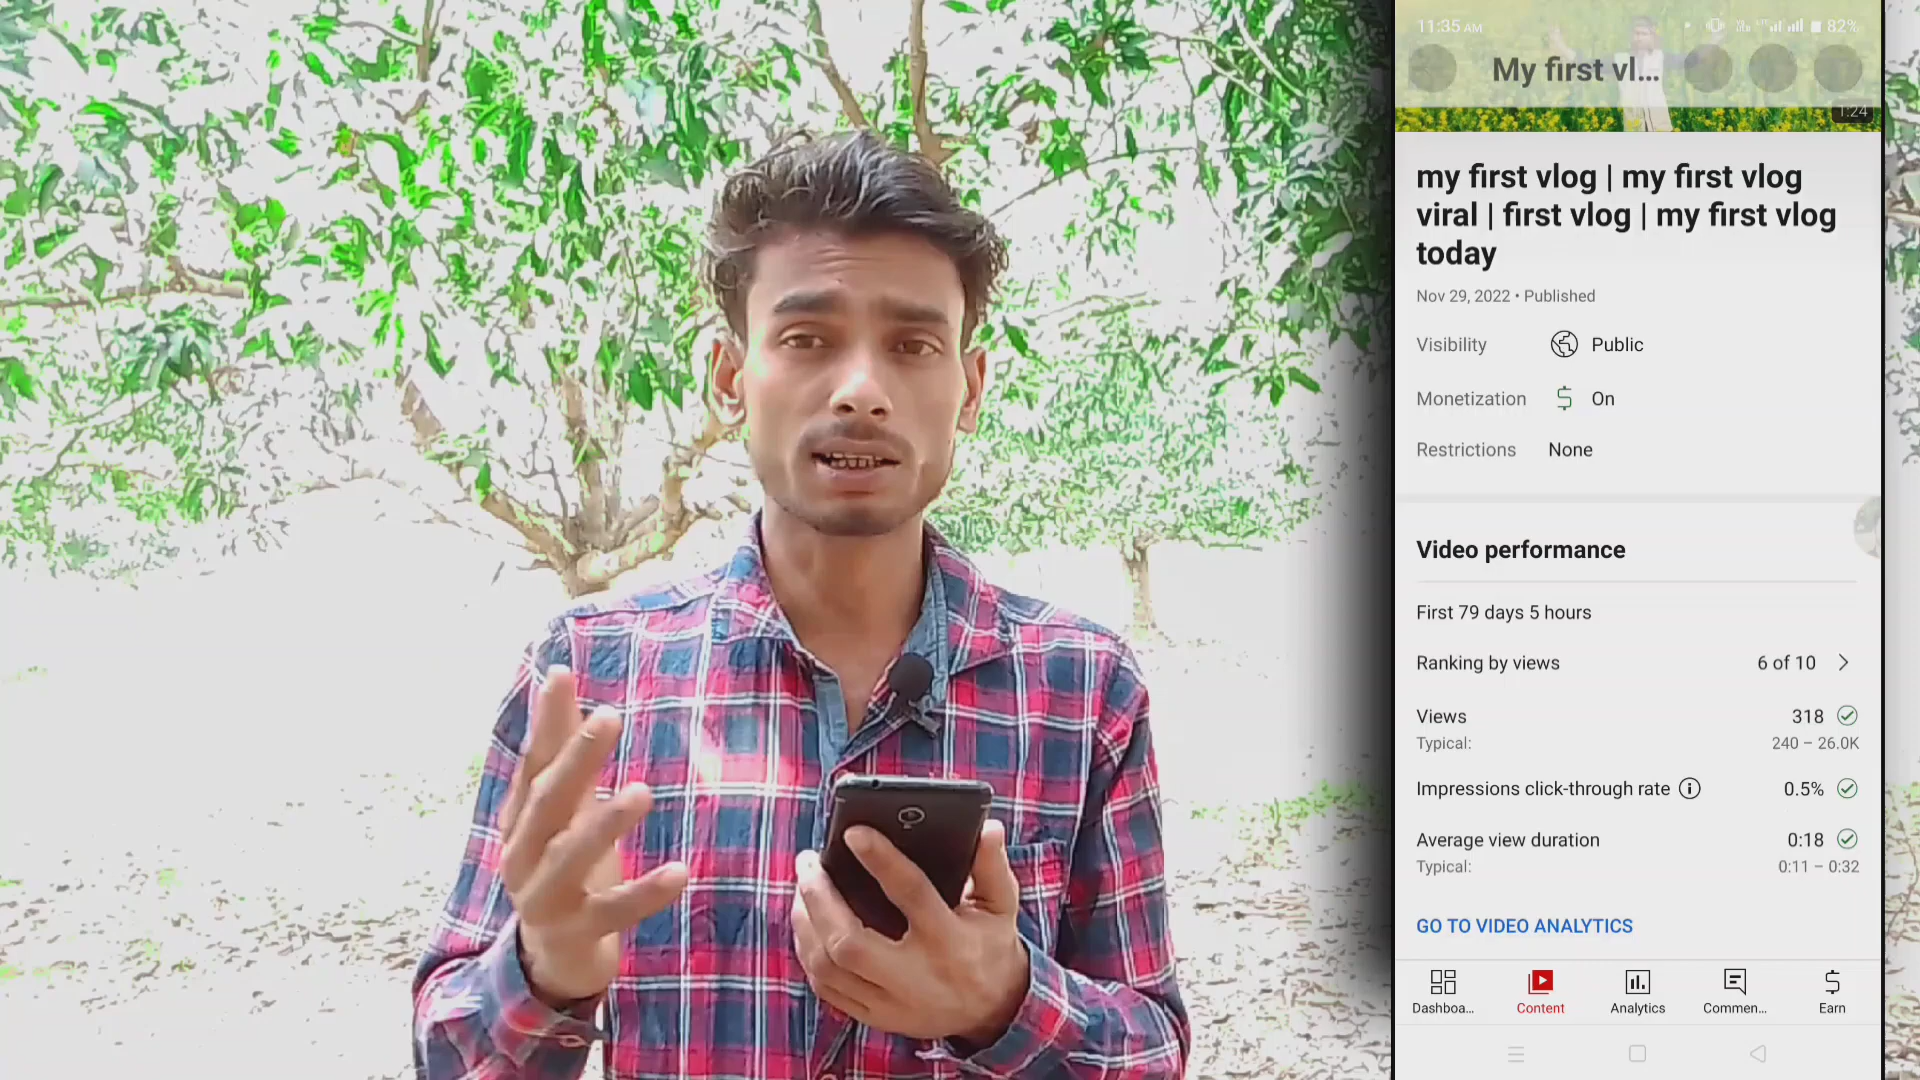 11:35 AM
82%
My first vl...
1:24
my first vlog | my first vlog
viral | first vlog | my first vlog
today
Nov 29, 2022 • Published
Visibility Public
Monetization On
Restrictions None
Video performance
First 79 days 5 hours
Ranking by views 6 of 10
Views 318
Typical: 240 – 26.0K
Impressions click-through rate 0.5%
Average view duration 0:18
Typical: 0:11 – 0:32
GO TO VIDEO ANALYTICS
Dashboa... Content Analytics Commen... Earn